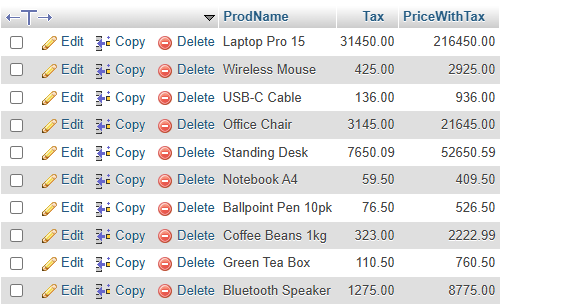 ProdName Tax PriceWithTax
Edit Copy Delete Laptop Pro 15 31450.00 216450.00
Edit Copy Delete Wireless Mouse 425.00 2925.00
Edit Copy Delete USB-C Cable 136.00 936.00
Edit Copy Delete Office Chair 3145.00 21645.00
Edit Copy Delete Standing Desk 7650.09 52650.59
Edit Copy Delete Notebook A4 59.50 409.50
Edit Copy Delete Ballpoint Pen 10pk 76.50 526.50
Edit Copy Delete Coffee Beans 1kg 323.00 2222.99
Edit Copy Delete Green Tea Box 110.50 760.50
Edit Copy Delete Bluetooth Speaker 1275.00 8775.00